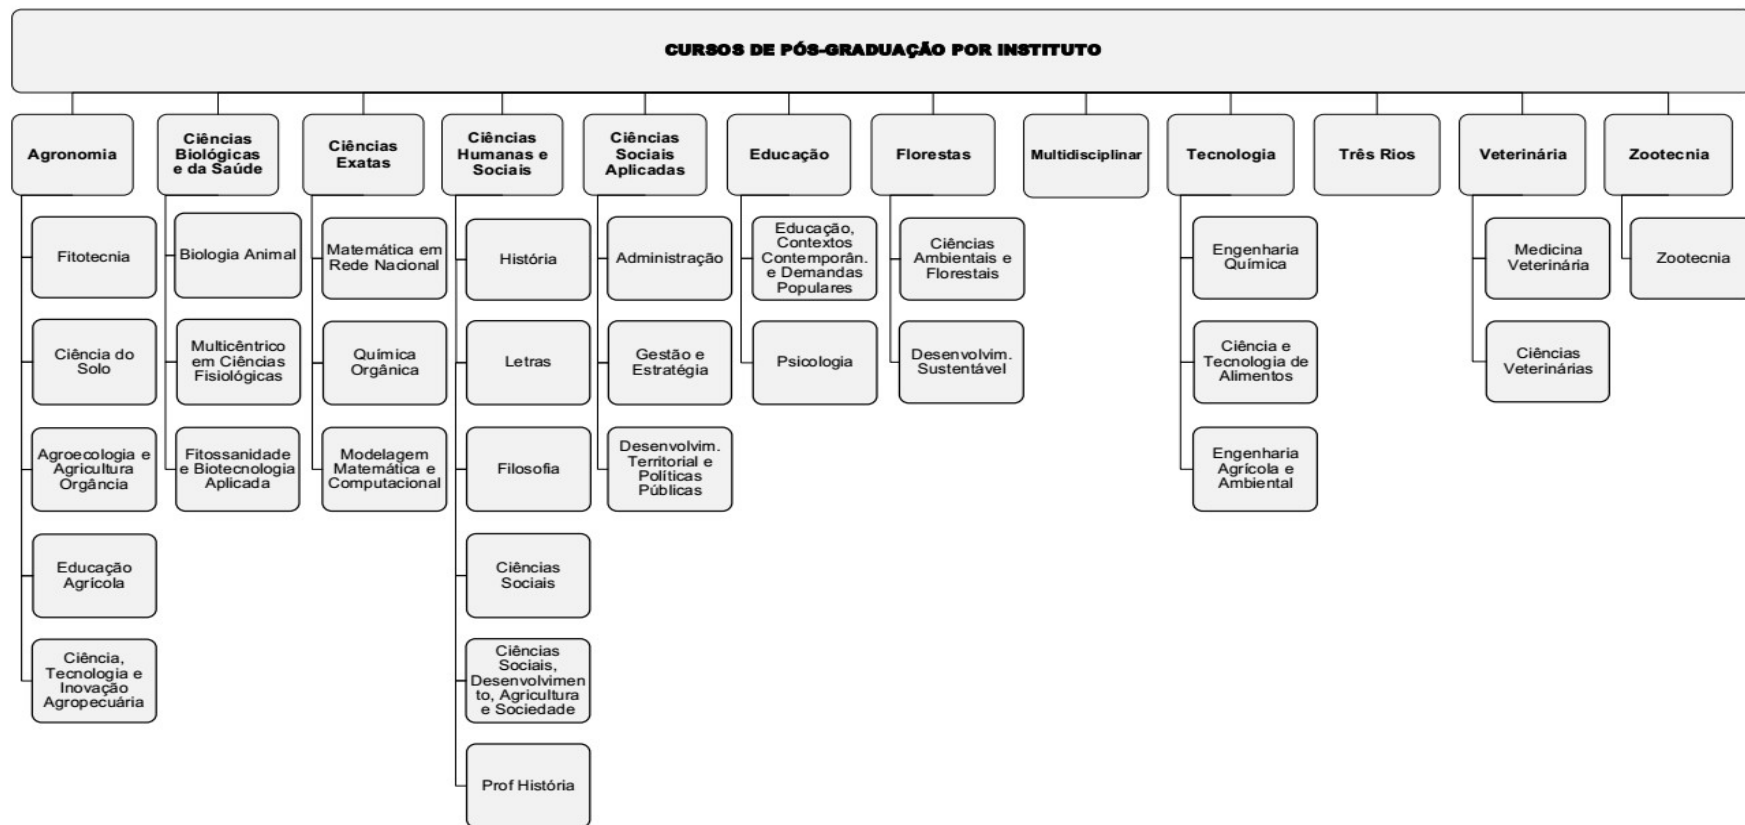 CURSOS DE PÓS-GRADUAÇÃO POR INSTITUTO
Agronomia
Fitotecnia
Ciência do
Solo
Agroecologia e
Agricultura
Orgância
Educação
Agrícola
Ciência,
Tecnologia e
Inovação
Agropecuária
Ciências
Biológicas
e da Saúde
Biologia Animal
Multicêntrico
em Ciências
Fisiológicas
Fitossanidade
e Biotecnologia
Aplicada
Ciências
Exatas
Matemática em
Rede Nacional
Química
Orgânica
Modelagem
Matemática e
Computacional
Ciências
Humanas e
Sociais
História
Letras
Filosofia
Ciências
Sociais
Ciências
Sociais,
Desenvolvimen
to, Agricultura
e Sociedade
Prof História
Ciências
Sociais
Aplicadas
Administração
Gestão e
Estratégia
Desenvolvim.
Territorial e
Políticas
Públicas
Educação
Educação,
Contextos
Contemporân.
e Demandas
Populares
Psicologia
Florestas
Ciências
Ambientais e
Florestais
Desenvolvim.
Sustentável
Multidisciplinar
Tecnologia
Engenharia
Química
Ciência e
Tecnologia de
Alimentos
Engenharia
Agrícola e
Ambiental
Três Rios
Veterinária
Medicina
Veterinária
Ciências
Veterinárias
Zootecnia
Zootecnia